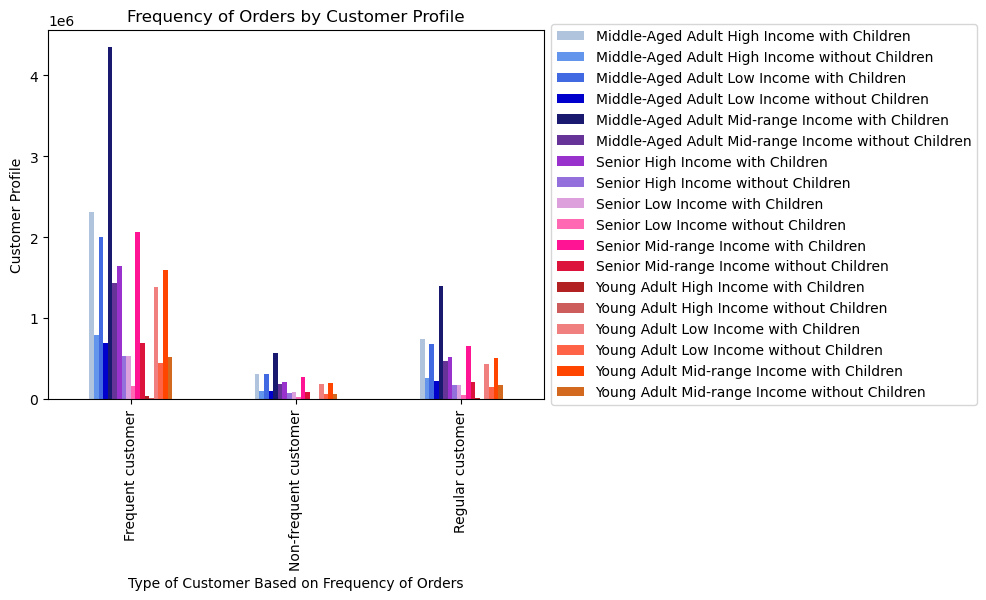 Frequency of Orders by Customer Profile
1e6
4
3
2
1
0
Customer Profile
Frequent customer
Non-frequent customer
Regular customer
Type of Customer Based on Frequency of Orders
Middle-Aged Adult High Income with Children
Middle-Aged Adult High Income without Children
Middle-Aged Adult Low Income with Children
Middle-Aged Adult Low Income without Children
Middle-Aged Adult Mid-range Income with Children
Middle-Aged Adult Mid-range Income without Children
Senior High Income with Children
Senior High Income without Children
Senior Low Income with Children
Senior Low Income without Children
Senior Mid-range Income with Children
Senior Mid-range Income without Children
Young Adult High Income with Children
Young Adult High Income without Children
Young Adult Low Income with Children
Young Adult Low Income without Children
Young Adult Mid-range Income with Children
Young Adult Mid-range Income without Children